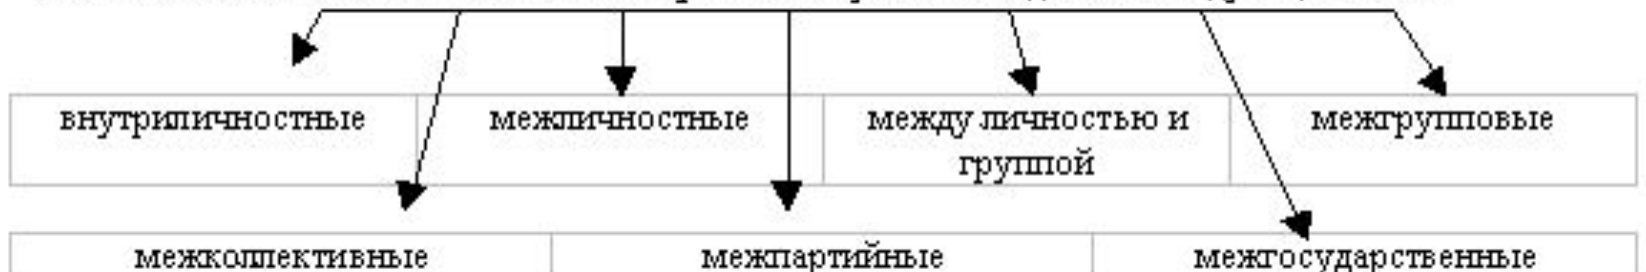 внутриличностные
межличностные
между личностью и
группой
межгрупповые
межколлективные
межпартийные
межгосударственные